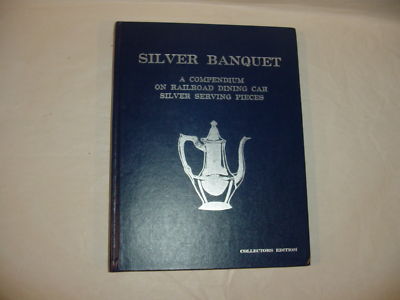 SILVER BANQUET
A COMPENDIUM
ON RAILROAD DINING CAR
SILVER SERVING PIECES
COLLECTORS EDITION